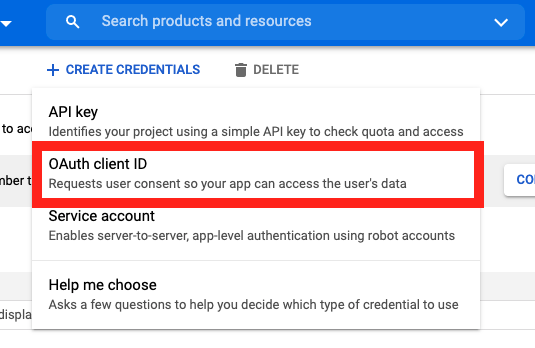 Search products and resources
+ CREATE CREDENTIALS DELETE
API key
to acc
Identifies your project using a simple API key to check quota and access
OAuth client ID
mber t
Requests user consent so your app can access the user's data
CO
Service account
Enables server-to-server, app-level authentication using robot accounts
Help me choose
Asks a few questions to help you decide which type of credential to use
displa